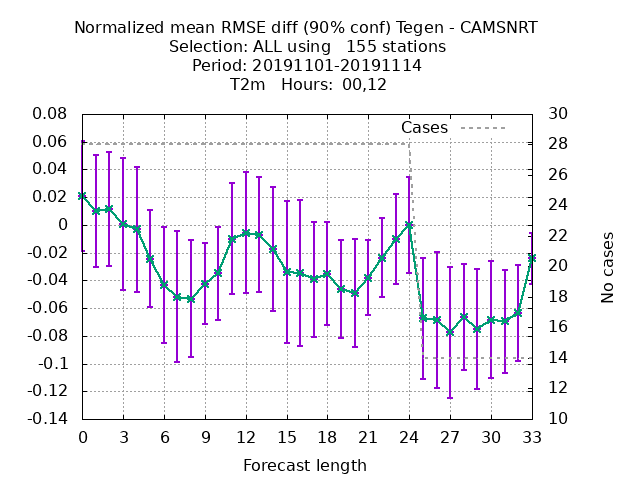 Normalized mean RMSE diff (90% conf) Tegen - CAMSNRT
Selection: ALL using   155 stations
Period: 20191101-20191114
T2m   Hours:  00,12
Cases
0.08
0.06
0.04
0.02
0
-0.02
-0.04
-0.06
-0.08
-0.1
-0.12
-0.14
30
28
26
24
22
20
18
16
14
12
10
No cases
0 3 6 9 12 15 18 21 24 27 30 33
Forecast length